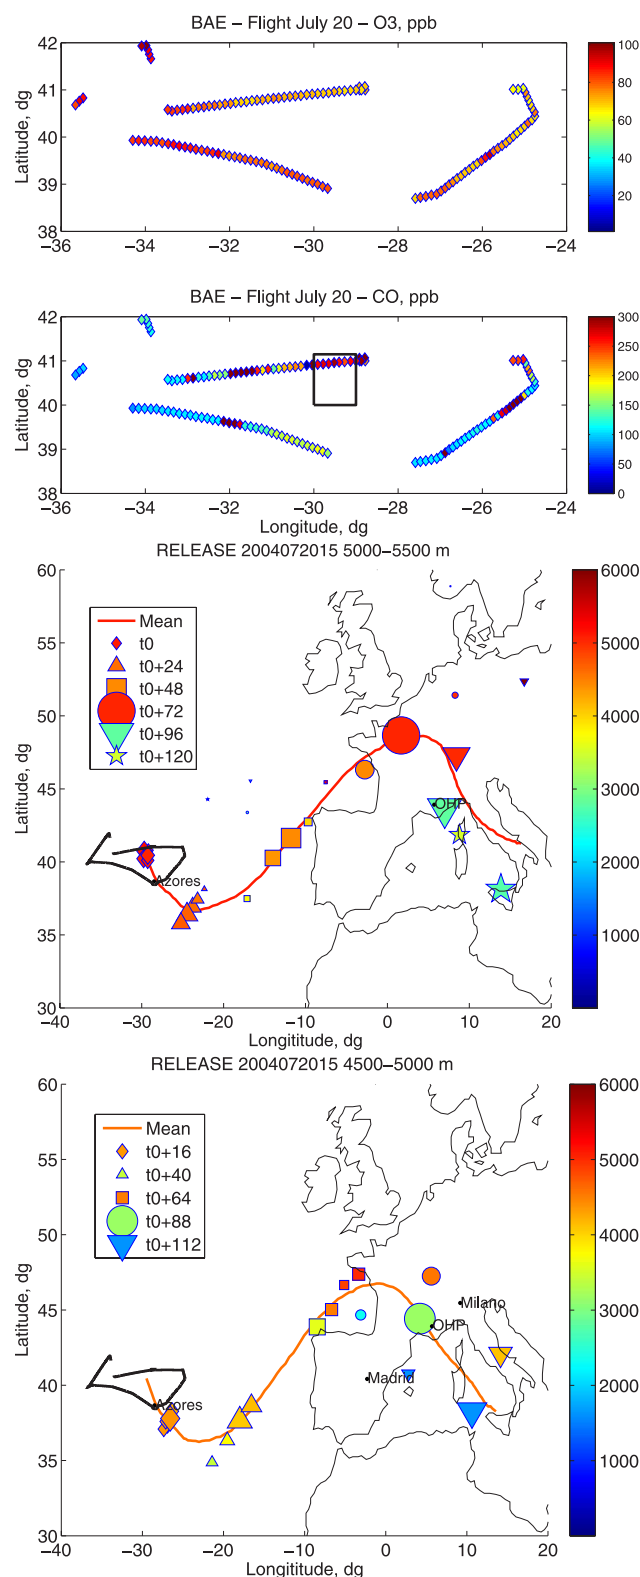 BAE – Flight July 20 – O3, ppb
42
41
40
39
38
Latitude, dg
−36 −34 −32 −30 −28 −26 −24
100
80
60
40
20
BAE – Flight July 20 – CO, ppb
42
41
40
39
38
Latitude, dg
−36 −34 −32 −30 −28 −26 −24
Longitude, dg
300
250
200
150
100
50
0
RELEASE 2004072015 5000−5500 m
60
55
50
45
40
35
30
Latitude, dg
Mean
t0
t0+24
t0+48
t0+72
t0+96
t0+120
OHP
Azores
−40 −30 −20 −10 0 10 20
Longititude, dg
6000
5000
4000
3000
2000
1000
0
RELEASE 2004072015 4500−5000 m
60
55
50
45
40
35
30
Latitude, dg
Mean
t0+16
t0+40
t0+64
t0+88
t0+112
Milano
OHP
Madrid
Azores
−40 −30 −20 −10 0 10 20
Longititude, dg
6000
5000
4000
3000
2000
1000
0